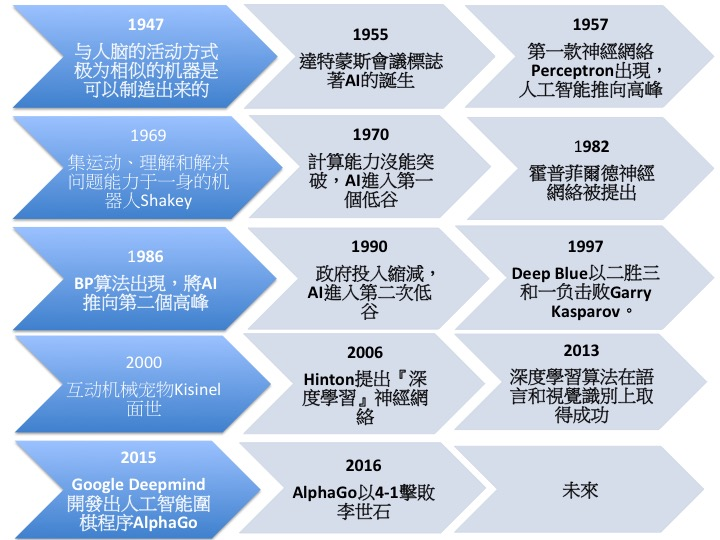 1947
与人脑的活动方式
极为相似的机器是
可以制造出来的
1955
達特蒙斯會議標誌
著AI的誕生
1957
第一款神經網絡
Perceptron出現，
人工智能推向高峰
1969
集运动、理解和解决
问题能力于一身的机
器人Shakey
1970
計算能力沒能突
破，AI進入第一
個低谷
1982
霍普菲爾德神經
網絡被提出
1986
BP算法出現，將AI
推向第二個高峰
1990
政府投入縮減，
AI進入第二次低
谷
1997
Deep Blue以二胜三
和一负击败Garry
Kasparov。
2000
互动机械宠物Kisinel
面世
2006
Hinton提出『深
度學習』神經網
絡
2013
深度學習算法在語
言和視覺識別上取
得成功
2015
Google Deepmind
開發出人工智能圍
棋程序AlphaGo
2016
AlphaGo以4-1擊敗
李世石
未來